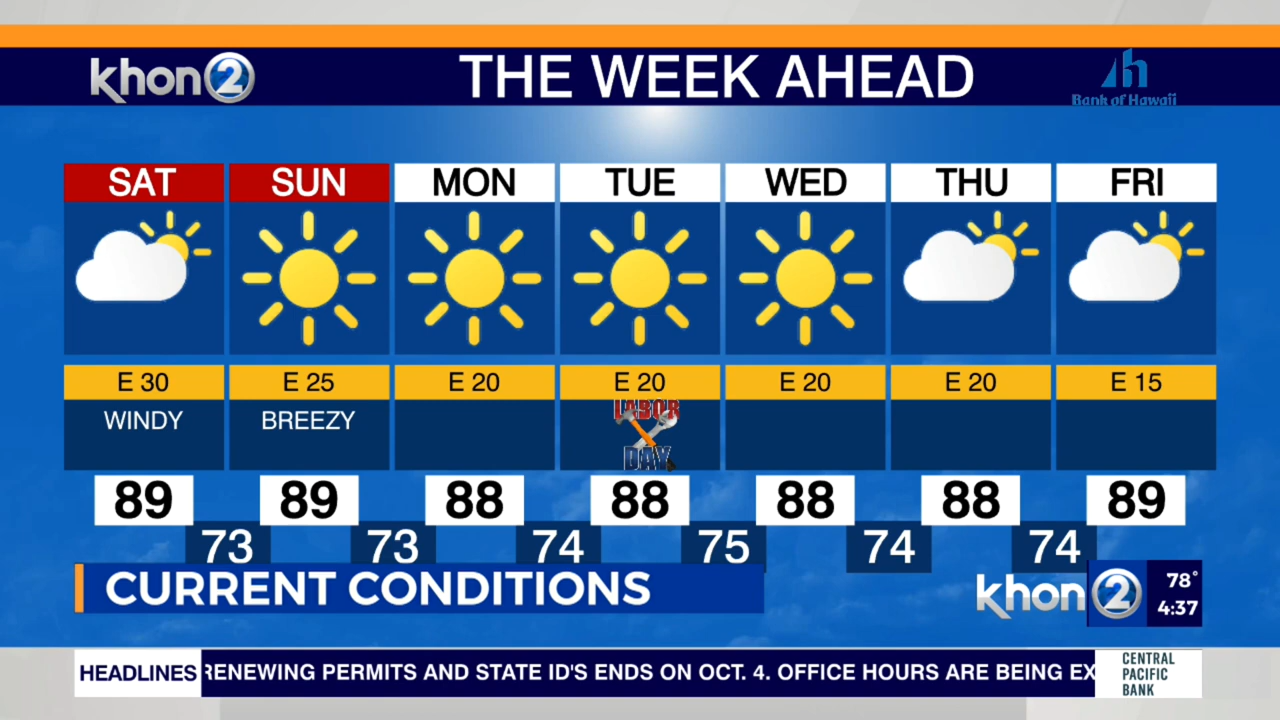 khon2
THE WEEK AHEAD
Bank of Hawaii
SAT SUN MON TUE WED THU FRI
E 30 E 25 E 20 E 20 E 20 E 20 E 15
WINDY BREEZY LABOR DAY
89 89 88 88 88 88 89
73 73 74 75 74 74
CURRENT CONDITIONS
khon2
78°
4:37
HEADLINES RENEWING PERMITS AND STATE ID'S ENDS ON OCT. 4. OFFICE HOURS ARE BEING EX
CENTRAL
PACIFIC
BANK